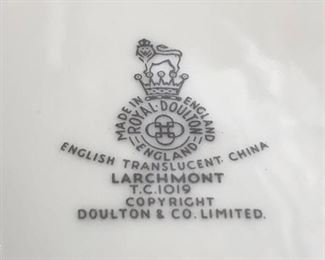 MADE IN ENGLAND
ROYAL·DOULTON
ENGLAND
ENGLISH TRANSLUCENT CHINA
LARCHMONT
T.C.1019
COPYRIGHT
DOULTON & CO. LIMITED.